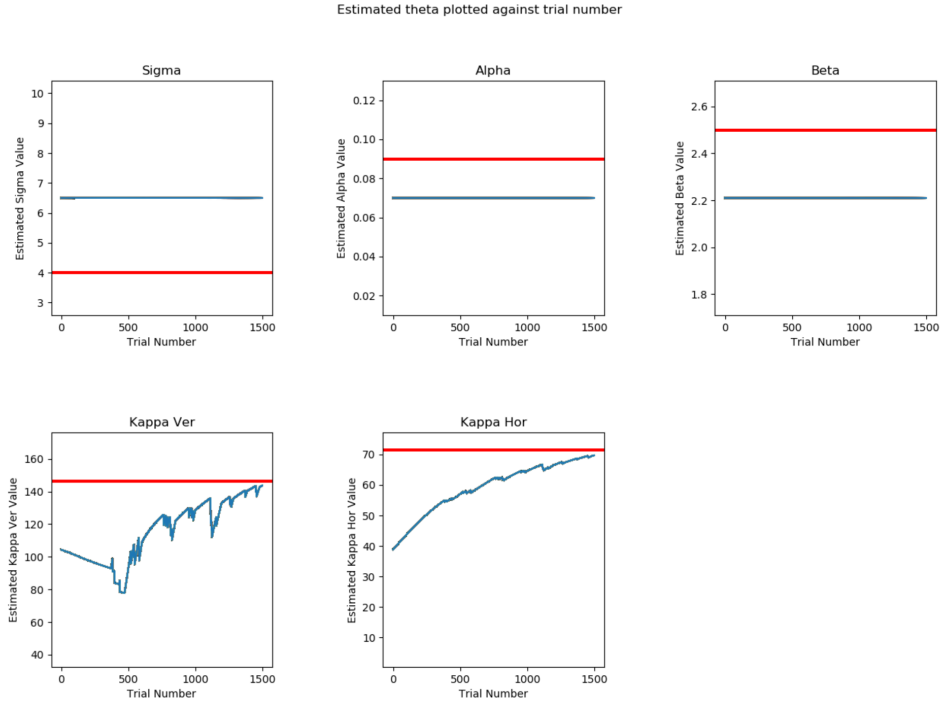 Estimated theta plotted against trial number
Sigma
Estimated Sigma Value
10
9
8
7
6
5
4
3
0 500 1000 1500
Trial Number
Alpha
Estimated Alpha Value
0.12
0.10
0.08
0.06
0.04
0.02
0 500 1000 1500
Trial Number
Beta
Estimated Beta Value
2.6
2.4
2.2
2.0
1.8
0 500 1000 1500
Trial Number
Kappa Ver
Estimated Kappa Ver Value
160
140
120
100
80
60
40
0 500 1000 1500
Trial Number
Kappa Hor
Estimated Kappa Hor Value
70
60
50
40
30
20
10
0 500 1000 1500
Trial Number